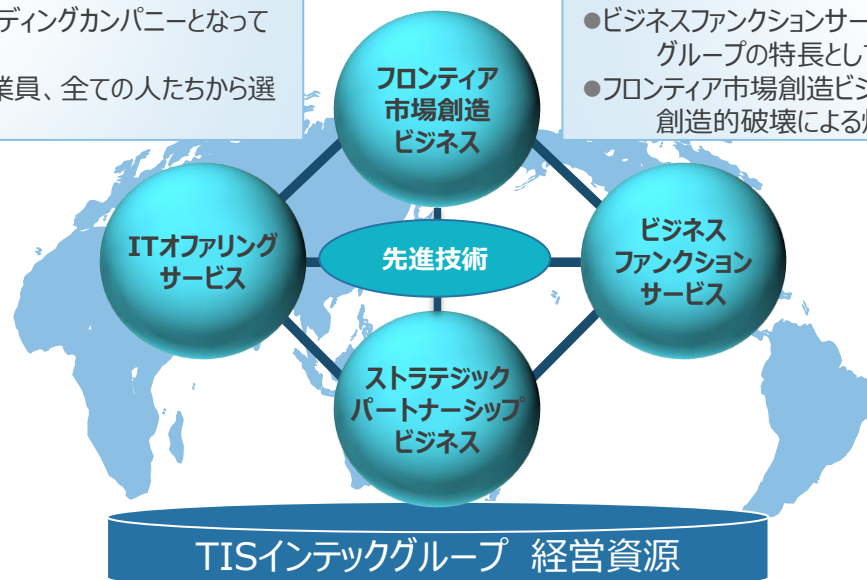 ディングカンパニーとなって
業員、全ての人たちから選
●ビジネスファンクションサー
グループの特長とし
●フロンティア市場創造ビジ
創造的破壊による
フロンティア
市場創造
ビジネス
ITオファリング
サービス
先進技術
ビジネス
ファンクション
サービス
ストラテジック
パートナーシップ
ビジネス
TISインテックグループ 経営資源